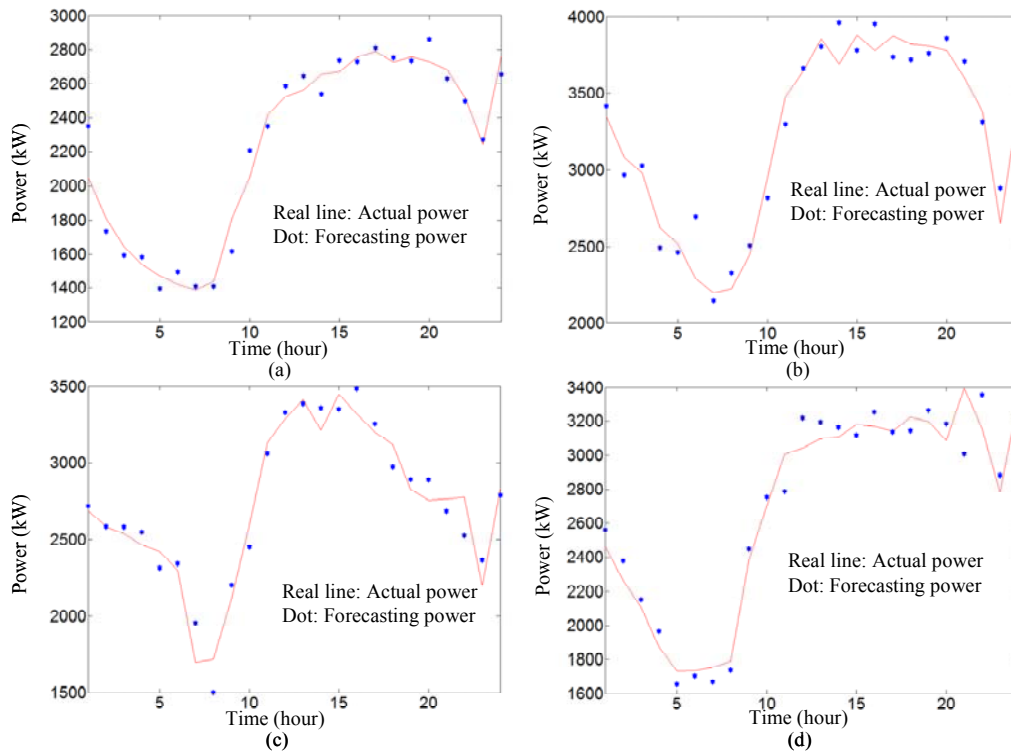 3000
2800
2600
2400
2200
2000
1800
1600
1400
1200
Power (kW)
Real line: Actual power
Dot: Forecasting power
5
10
15
20
Time (hour)
(a)
4000
3500
3000
2500
2000
Power (kW)
Real line: Actual power
Dot: Forecasting power
5
10
15
20
Time (hour)
(b)
3500
3000
2500
2000
1500
Power (kW)
Real line: Actual power
Dot: Forecasting power
5
10
15
20
Time (hour)
(c)
3400
3200
3000
2800
2600
2400
2200
2000
1800
1600
Power (kW)
Real line: Actual power
Dot: Forecasting power
5
10
15
20
Time (hour)
(d)